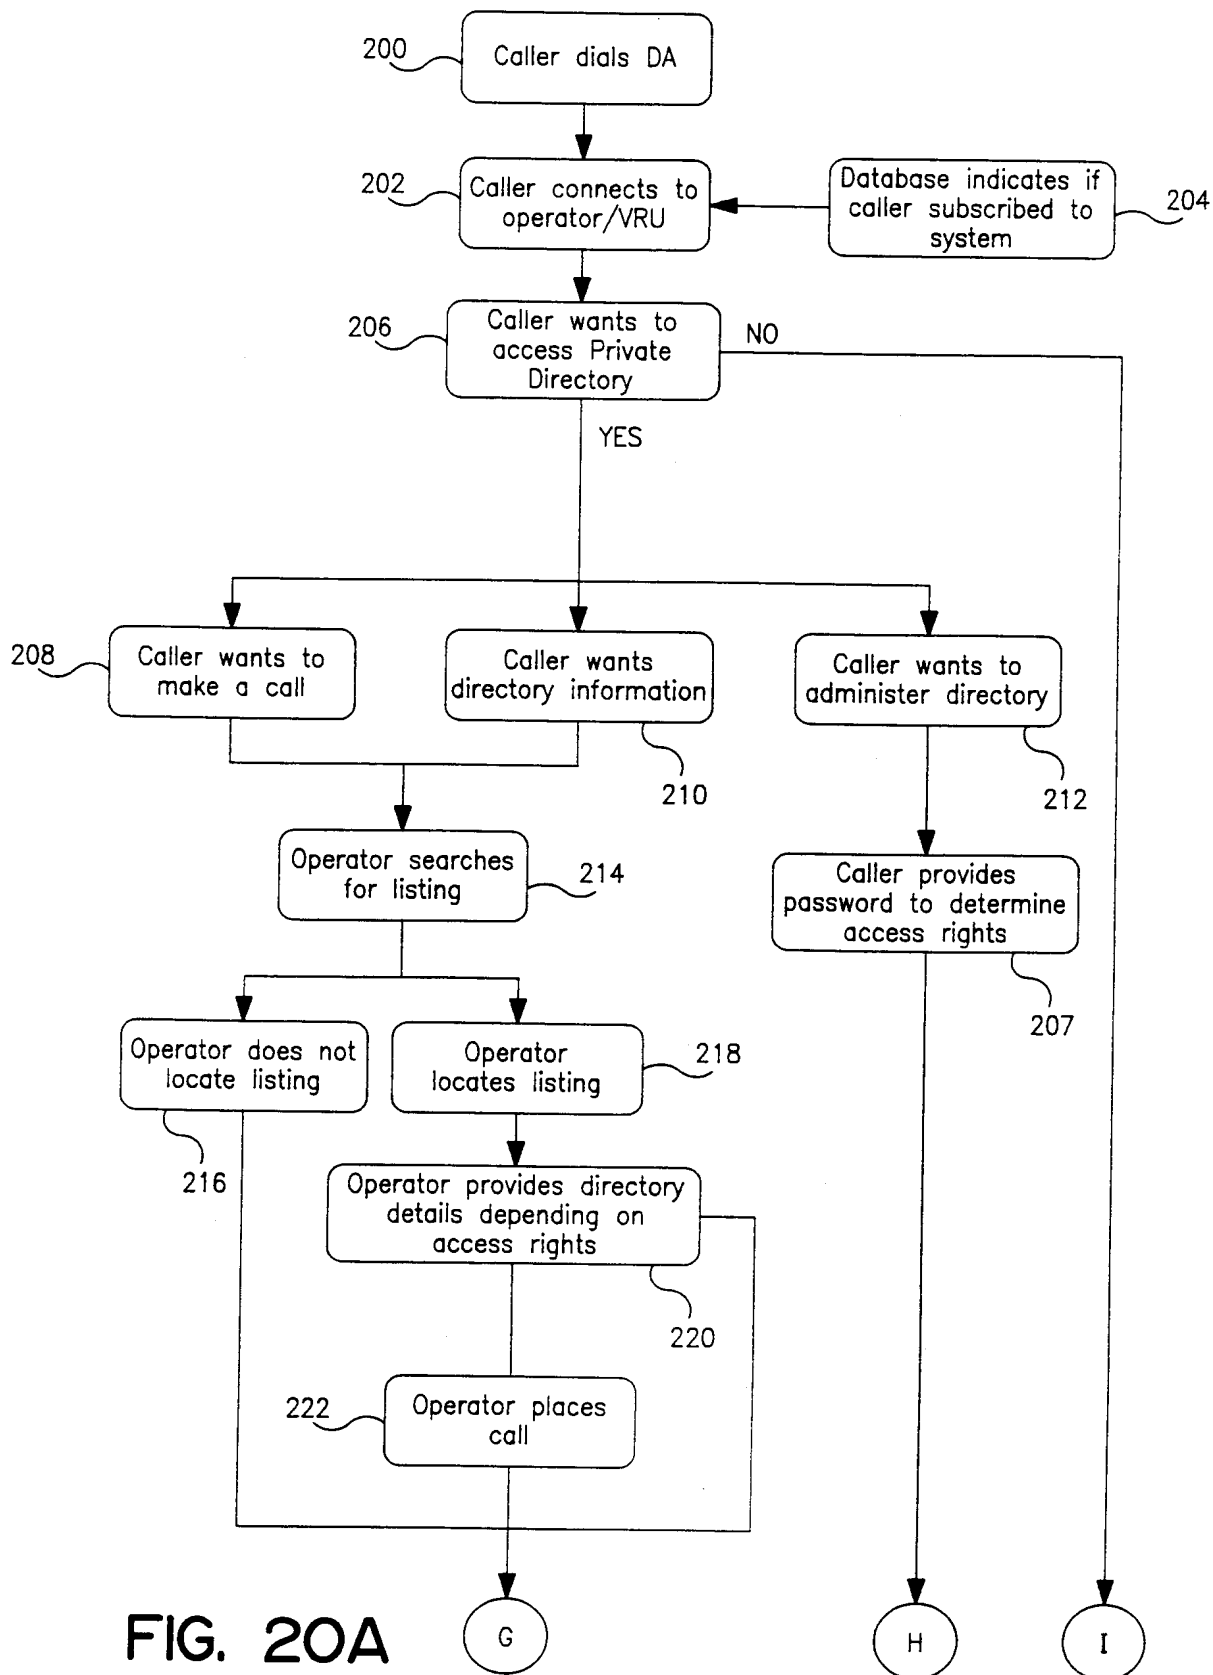 200
Caller dials DA
202
Caller connects to
operator/VRU
Database indicates if
caller subscribed to
system
204
206
Caller wants to
access Private
Directory
NO
YES
208
Caller wants to
make a call
Caller wants
directory information
210
Caller wants to
administer directory
212
Operator searches
for listing
214
Caller provides
password to determine
access rights
207
Operator does not
locate listing
216
Operator
locates listing
218
Operator provides directory
details depending on
access rights
220
222
Operator places
call
FIG. 20A
G
H
I